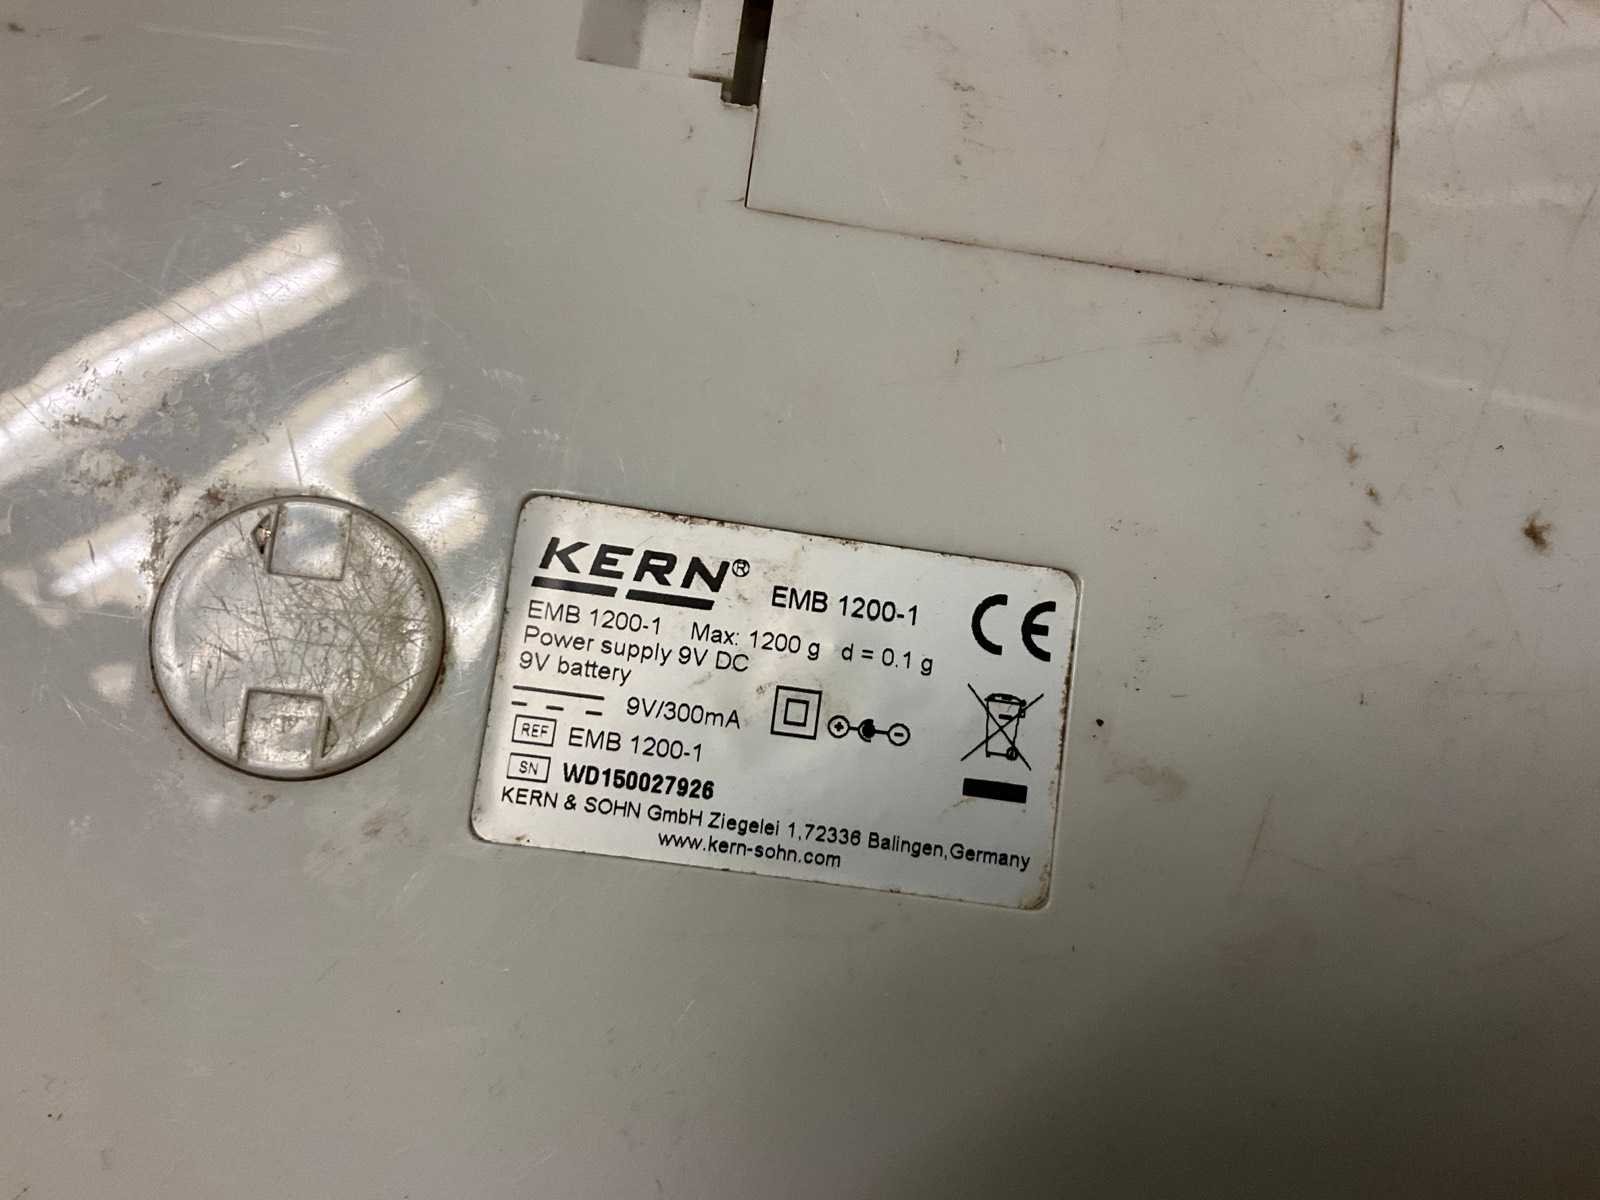 KERN® EMB 1200-1 CE
EMB 1200-1 Max: 1200 g d = 0.1 g
Power supply 9V DC
9V battery
9V/300mA
REF EMB 1200-1
SN WD150027926
KERN & SOHN GmbH Ziegelei 1,72336 Balingen,Germany
www.kern-sohn.com